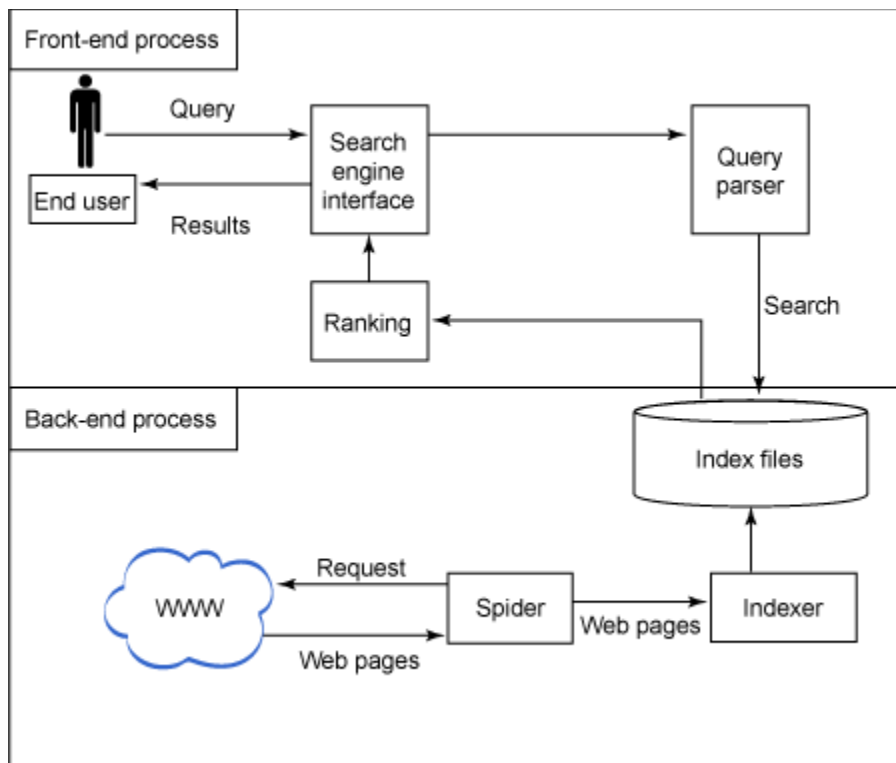 Front-end process
Query
Search
engine
interface
Query
parser
End user
Results
Ranking
Search
Back-end process
Index files
Request
WWW
Spider
Web pages
Indexer
Web pages